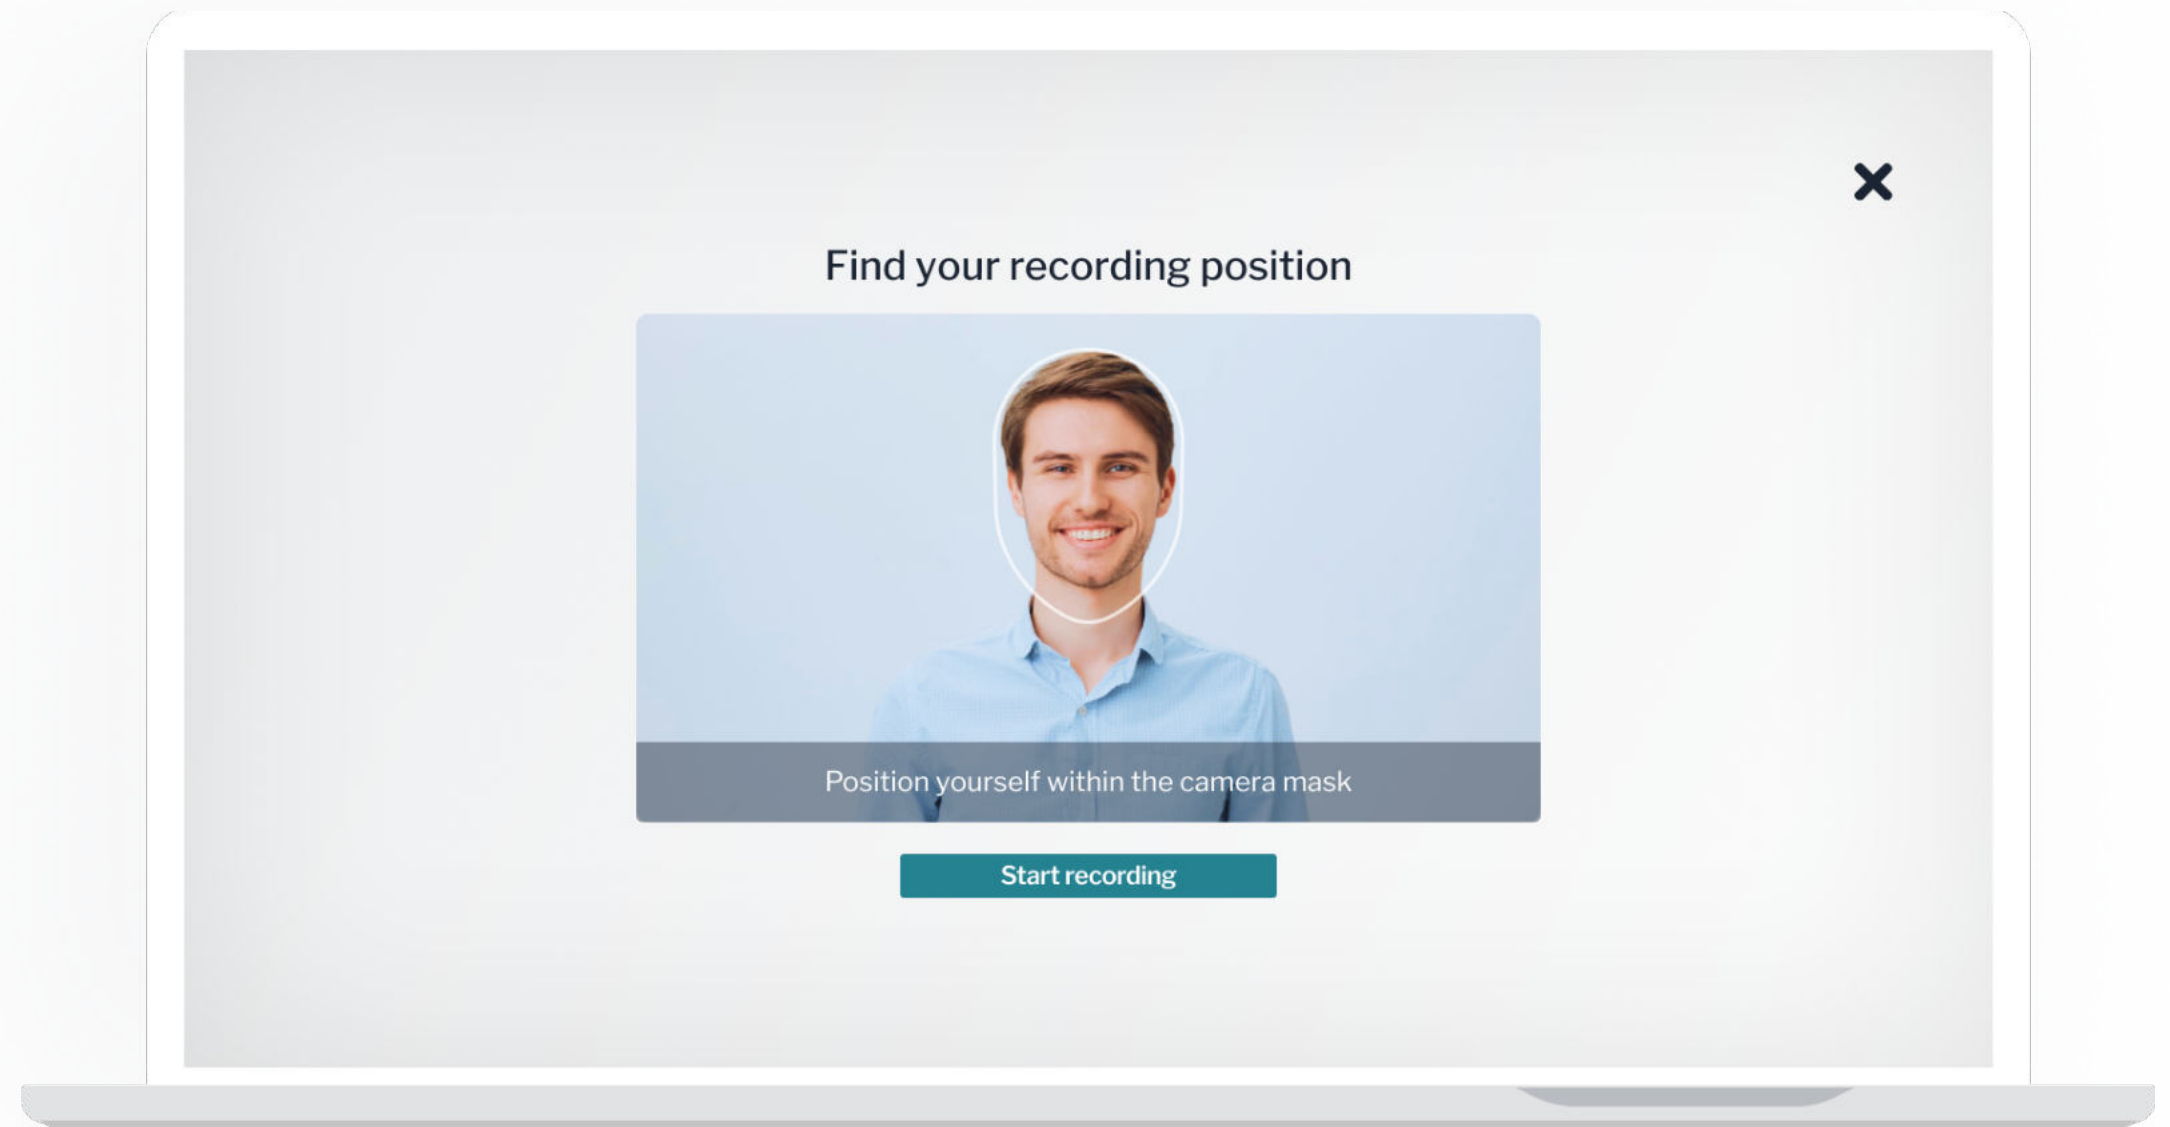 Find your recording position
Position yourself within the camera mask
Start recording